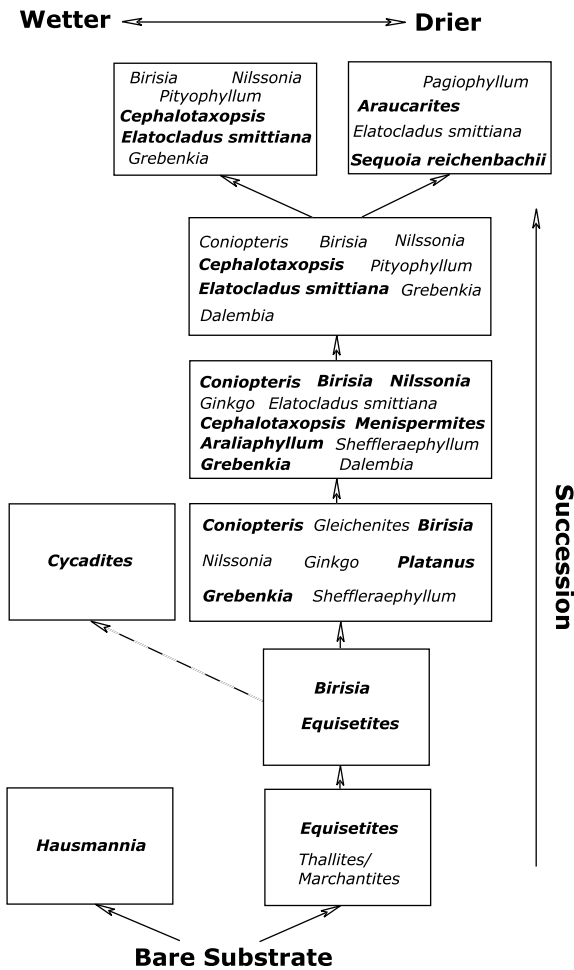 Wetter Drier
Birisia Nilssonia
Pityophyllum
Cephalotaxopsis
Elatocladus smittiana
Grebenkia
Pagiophyllum
Araucarites
Elatocladus smittiana
Sequoia reichenbachii
Coniopteris Birisia Nilssonia
Cephalotaxopsis Pityophyllum
Elatocladus smittiana Grebenkia
Dalembia
Coniopteris Birisia Nilssonia
Ginkgo Elatocladus smittiana
Cephalotaxopsis Menispermites
Araliaphyllum Sheffleraephyllum
Grebenkia Dalembia
Cycadites
Coniopteris Gleichenites Birisia
Nilssonia Ginkgo Platanus
Grebenkia Sheffleraephyllum
Succession
Birisia
Equisetites
Hausmannia
Equisetites
Thallites/
Marchantites
Bare Substrate